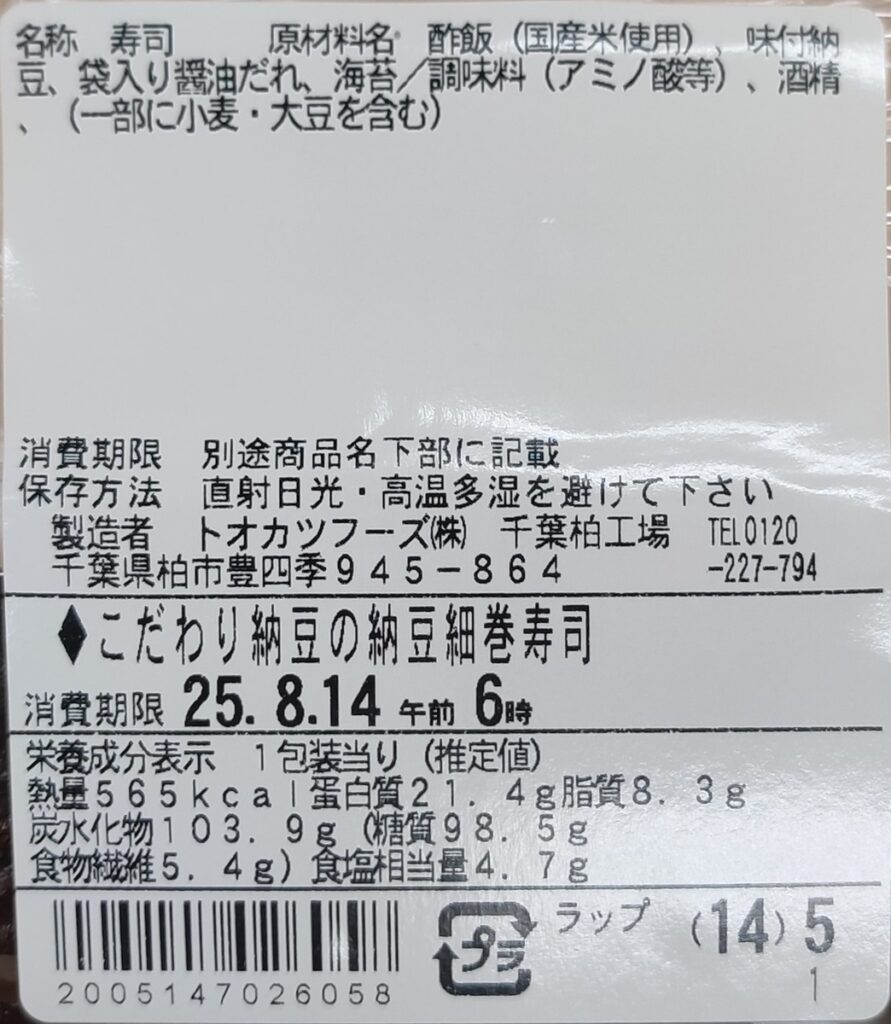 名称 寿司 原材料名 酢飯(国産米使用)、味付納
豆、袋入り醤油だれ、海苔/調味料(アミノ酸等)、酒精
、(一部に小麦・大豆を含む)
消費期限 別途商品名下部に記載
保存方法 直射日光・高温多湿を避けて下さい
製造者 トオカツフーズ(株) 千葉柏工場 TEL0120
千葉県柏市豊四季945-864 -227-794
♦こだわり納豆の納豆細巻寿司
消費期限 25.8.14 午前 6時
栄養成分表示 1包装当り(推定値)
熱量565kcal蛋白質21.4g脂質8.3g
炭水化物103.9g(糖質98.5g
食物繊維5.4g)食塩相当量4.7g
プラ ラップ (14)5
2005147026058 1